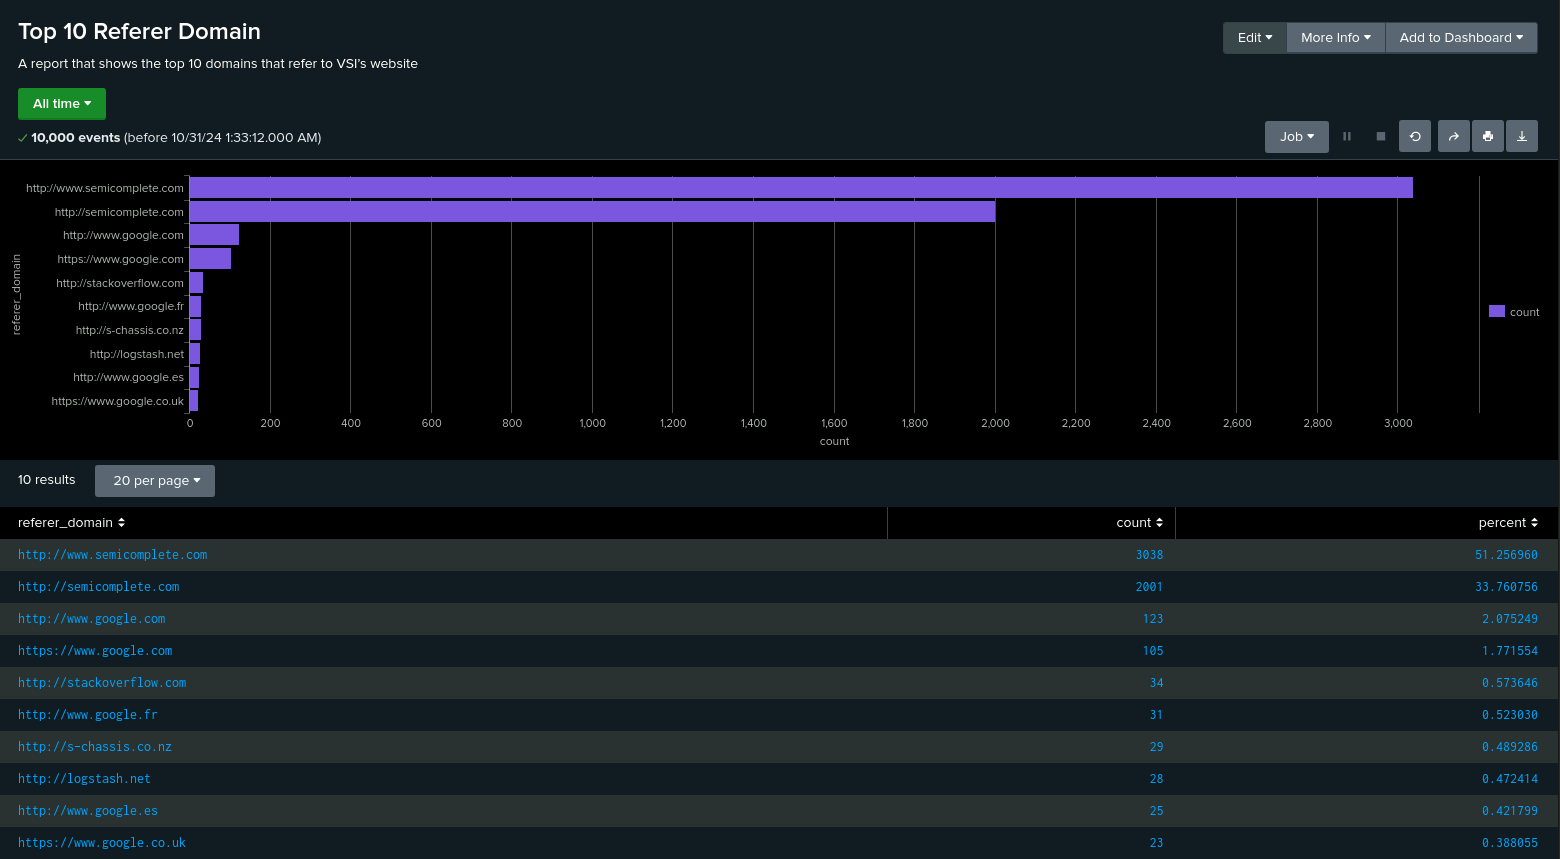 Top 10 Referer Domain
Edit More Info Add to Dashboard
A report that shows the top 10 domains that refer to VSI's website
All time
10,000 events (before 10/31/24 1:33:12.000 AM)
Job
referer_domain
http://www.semicomplete.com
http://semicomplete.com
http://www.google.com
https://www.google.com
http://stackoverflow.com
http://www.google.fr
http://s-chassis.co.nz
http://logstash.net
http://www.google.es
https://www.google.co.uk
0 200 400 600 800 1,000 1,200 1,400 1,600 1,800 2,000 2,200 2,400 2,600 2,800 3,000
count
count
10 results 20 per page
referer_domain count percent
http://www.semicomplete.com 3038 51.256960
http://semicomplete.com 2001 33.760756
http://www.google.com 123 2.075249
https://www.google.com 105 1.771554
http://stackoverflow.com 34 0.573646
http://www.google.fr 31 0.523030
http://s-chassis.co.nz 29 0.489286
http://logstash.net 28 0.472414
http://www.google.es 25 0.421799
https://www.google.co.uk 23 0.388055